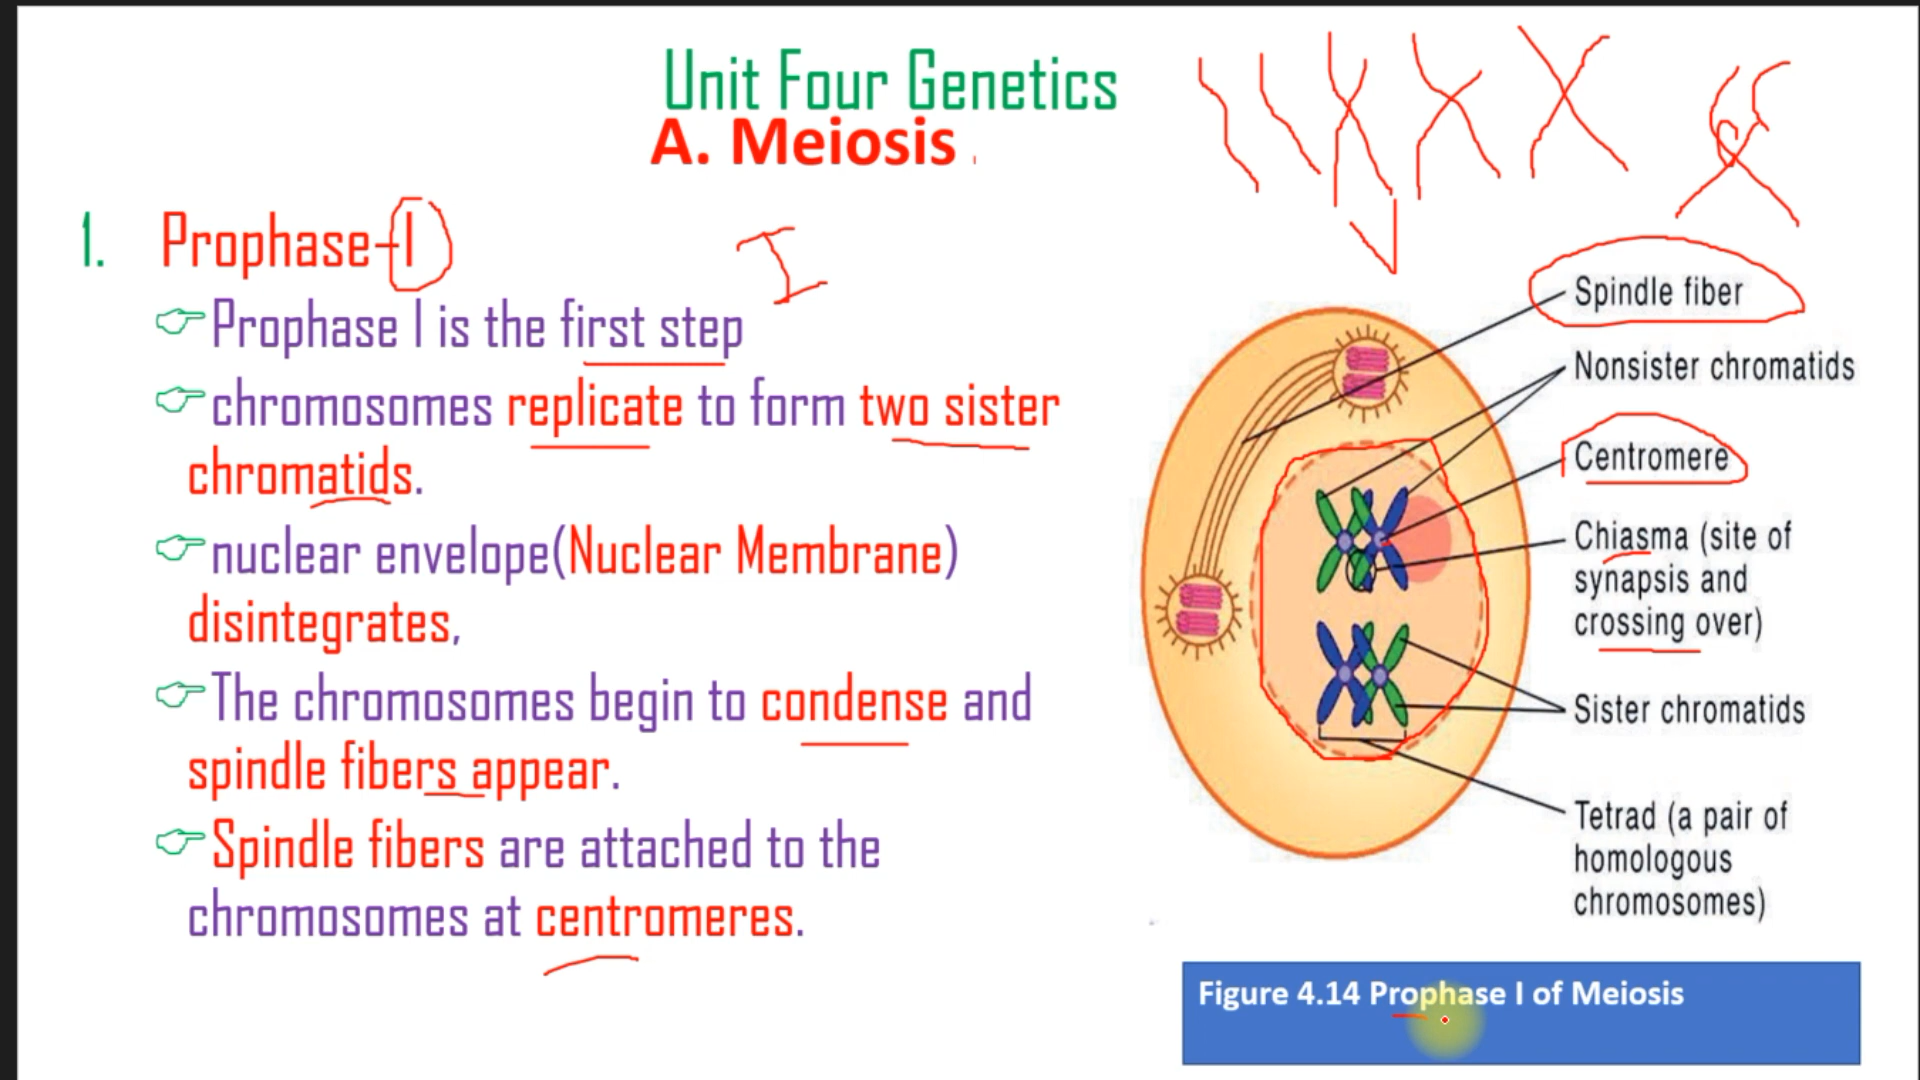 Unit Four Genetics
A. Meiosis
1. Prophase-I
Prophase I is the first step
chromosomes replicate to form two sister
chromatids.
nuclear envelope(Nuclear Membrane)
disintegrates,
The chromosomes begin to condense and
spindle fibers appear.
Spindle fibers are attached to the
chromosomes at centromeres.
I
Spindle fiber
Nonsister chromatids
Centromere
Chiasma (site of
synapsis and
crossing over)
Sister chromatids
Tetrad (a pair of
homologous
chromosomes)
Figure 4.14 Prophase I of Meiosis